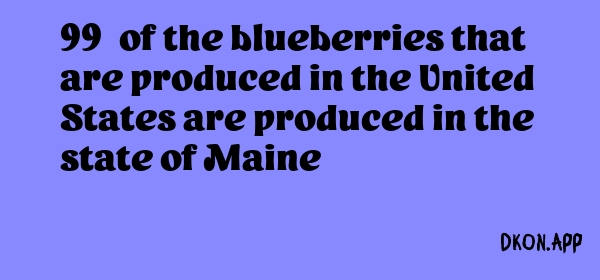 99 of the blueberries that
are produced in the United
States are produced in the
state of Maine
DKON.APP